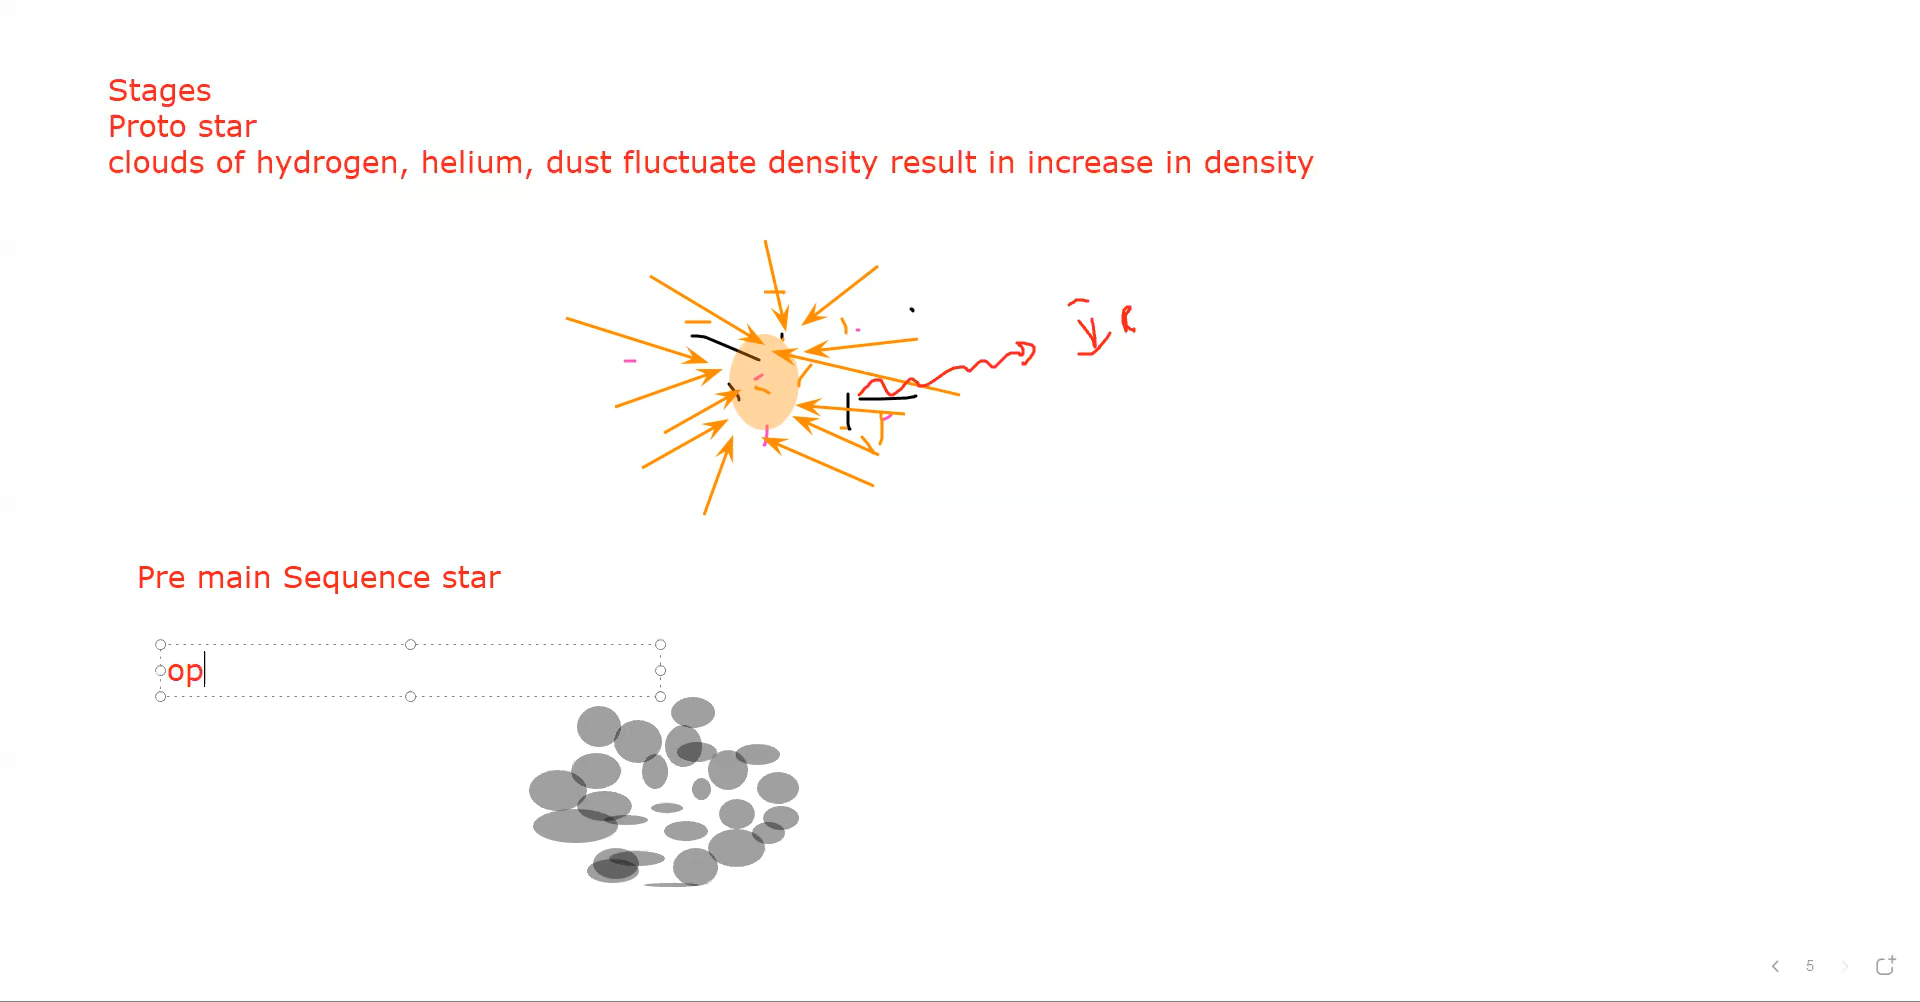 Stages
Proto star
clouds of hydrogen, helium, dust fluctuate density result in increase in density
Pre main Sequence star
op
5